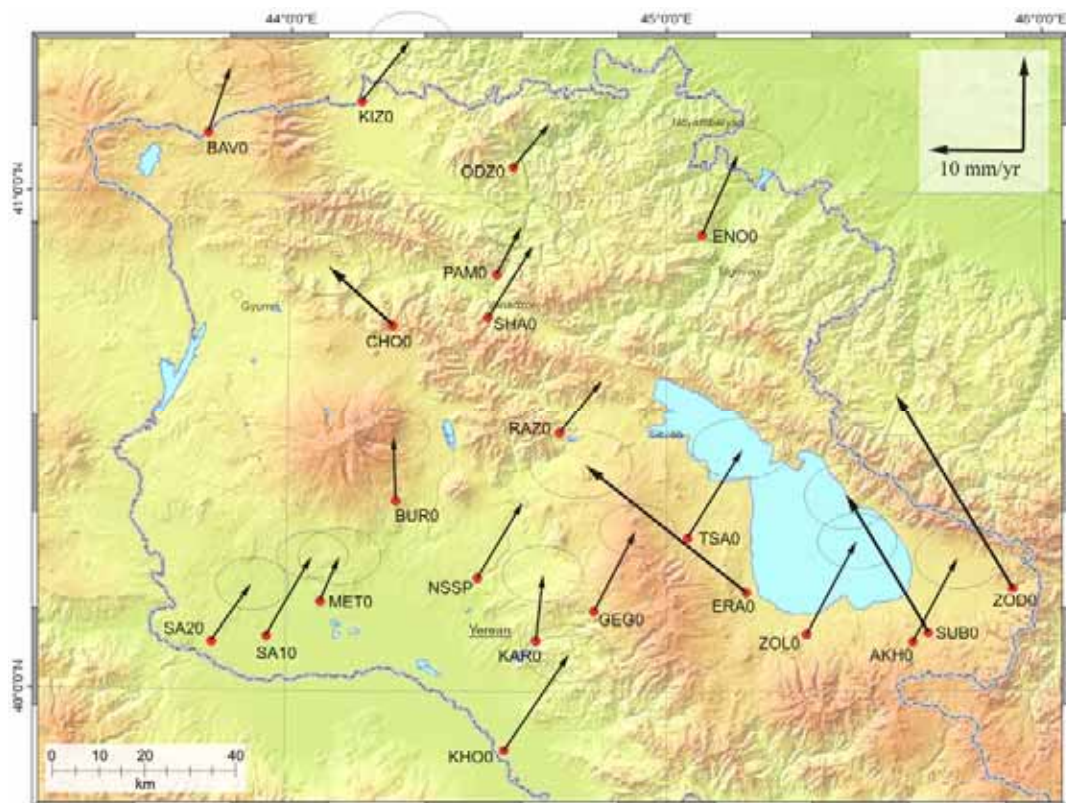 44°0'0"E 45°0'0"E 46°0'0"E
KIZ0
BAV0
ODZ0
10 mm/yr
41°0'0"N
ENO0
PAM0
Gyumri
SHA0
CHO0
RAZ0
BUR0
TSA0
NSSP
ERA0
ZOD0
MET0
GEG0
SA20
Yerevan
SUB0
SA10
KAR0
ZOL0
AKH0
40°0'0"N
KHO0
0 10 20 40
km